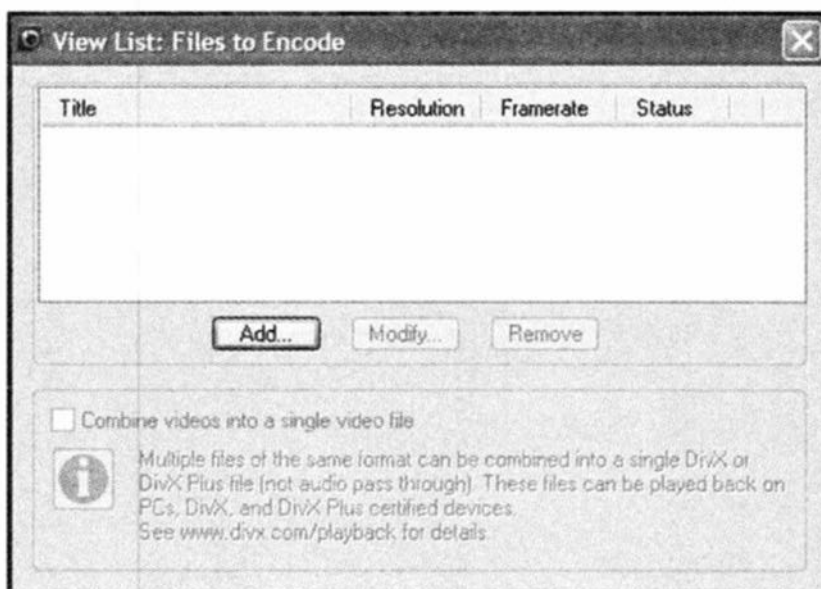 View List: Files to Encode
Title Resolution Framerate Status
Add... Modify... Remove
Combine videos into a single video file
Multiple files of the same format can be combined into a single DivX or
DivX Plus file (not audio pass through). These files can be played back on
PCs, DivX, and DivX Plus certified devices.
See www.divx.com/playback for details.